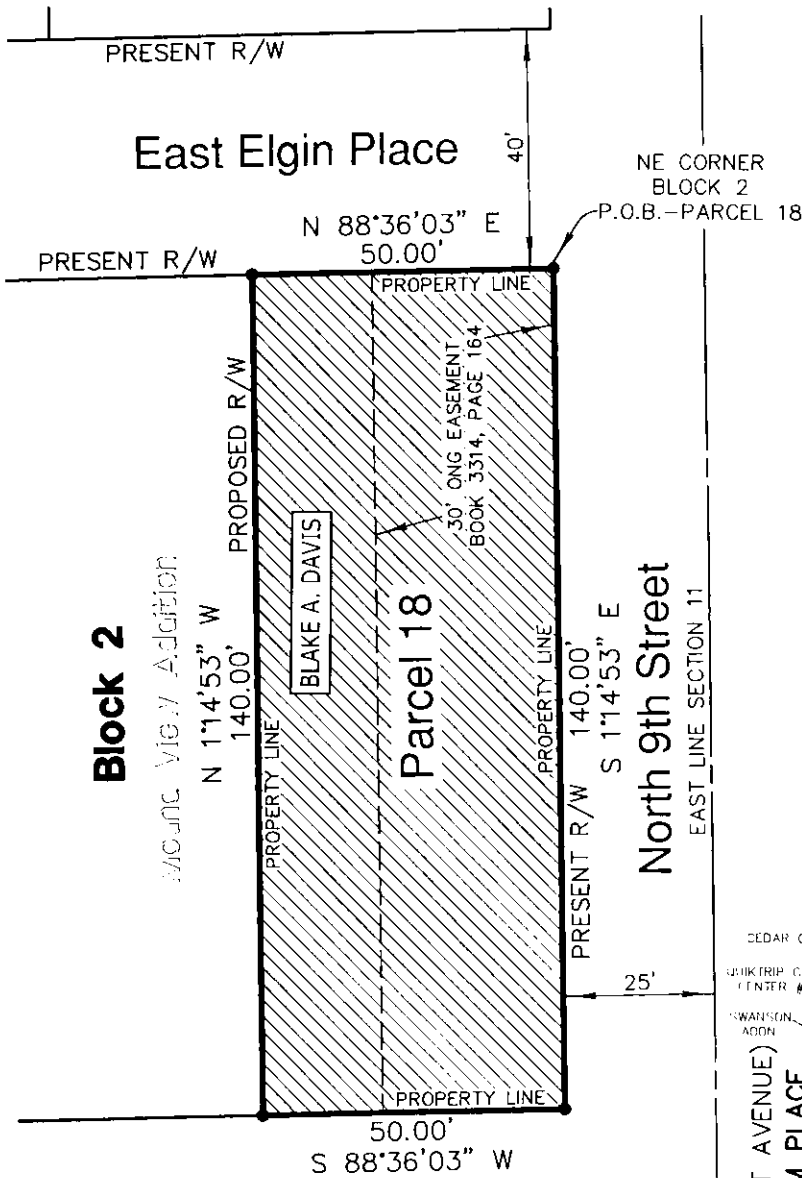 PRESENT R/W
East Elgin Place
40'
NE CORNER
BLOCK 2
P.O.B.-PARCEL 18
N 88°36'03" E
50.00'
PRESENT R/W
PROPERTY LINE
30' ONG EASEMENT
BOOK 3314, PAGE 164
PROPOSED R/W
BLAKE A. DAVIS
Block 2
Mound View Addition
N 1°14'53" W
140.00'
PROPERTY LINE
Parcel 18
PROPERTY LINE
PRESENT R/W
140.00'
S 1°14'53" E
North 9th Street
EAST LINE SECTION 11
25'
PROPERTY LINE
50.00'
S 88°36'03" W
CEDAR
QUIKTRIP C
CENTER #
SWANSON
ADDN
T AVENUE)
M PLACE